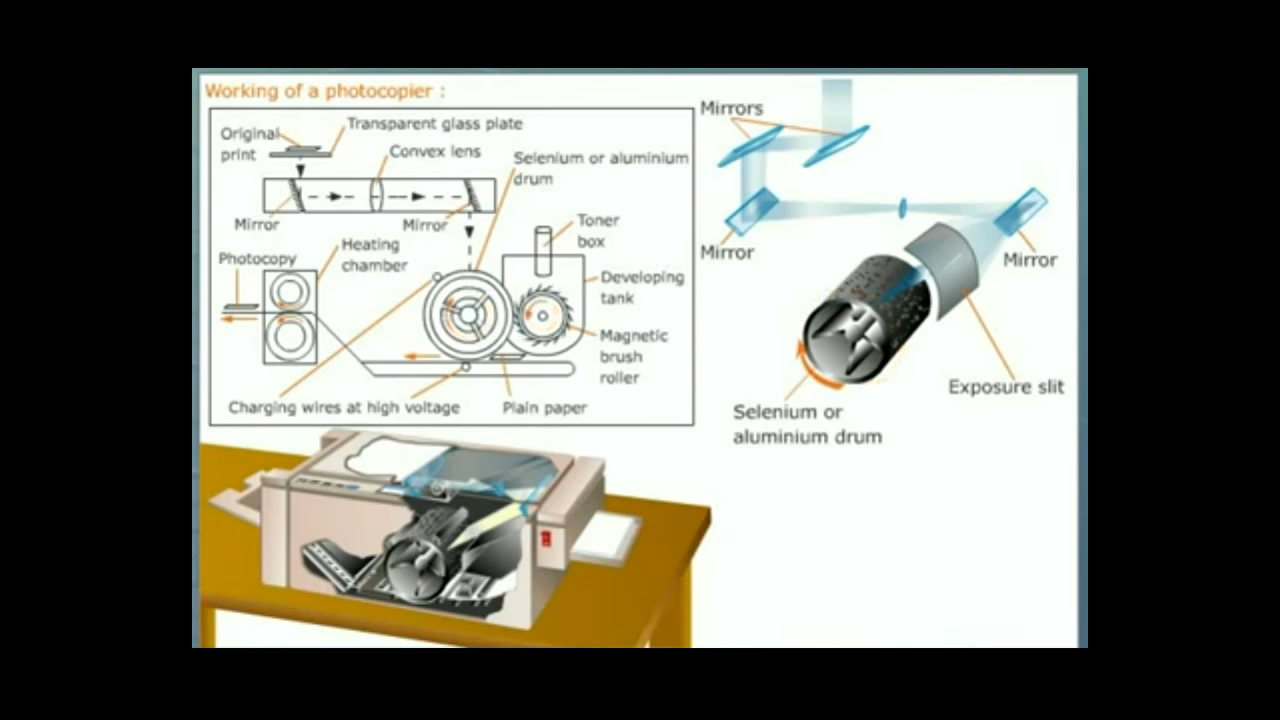 Working of a photocopier :
Original
print
Transparent glass plate
Convex lens
Selenium or aluminium
drum
Mirror
Mirror
Toner
box
Photocopy
Heating
chamber
Developing
tank
Magnetic
brush
roller
Charging wires at high voltage
Plain paper
Mirrors
Mirror
Mirror
Exposure slit
Selenium or
aluminium drum